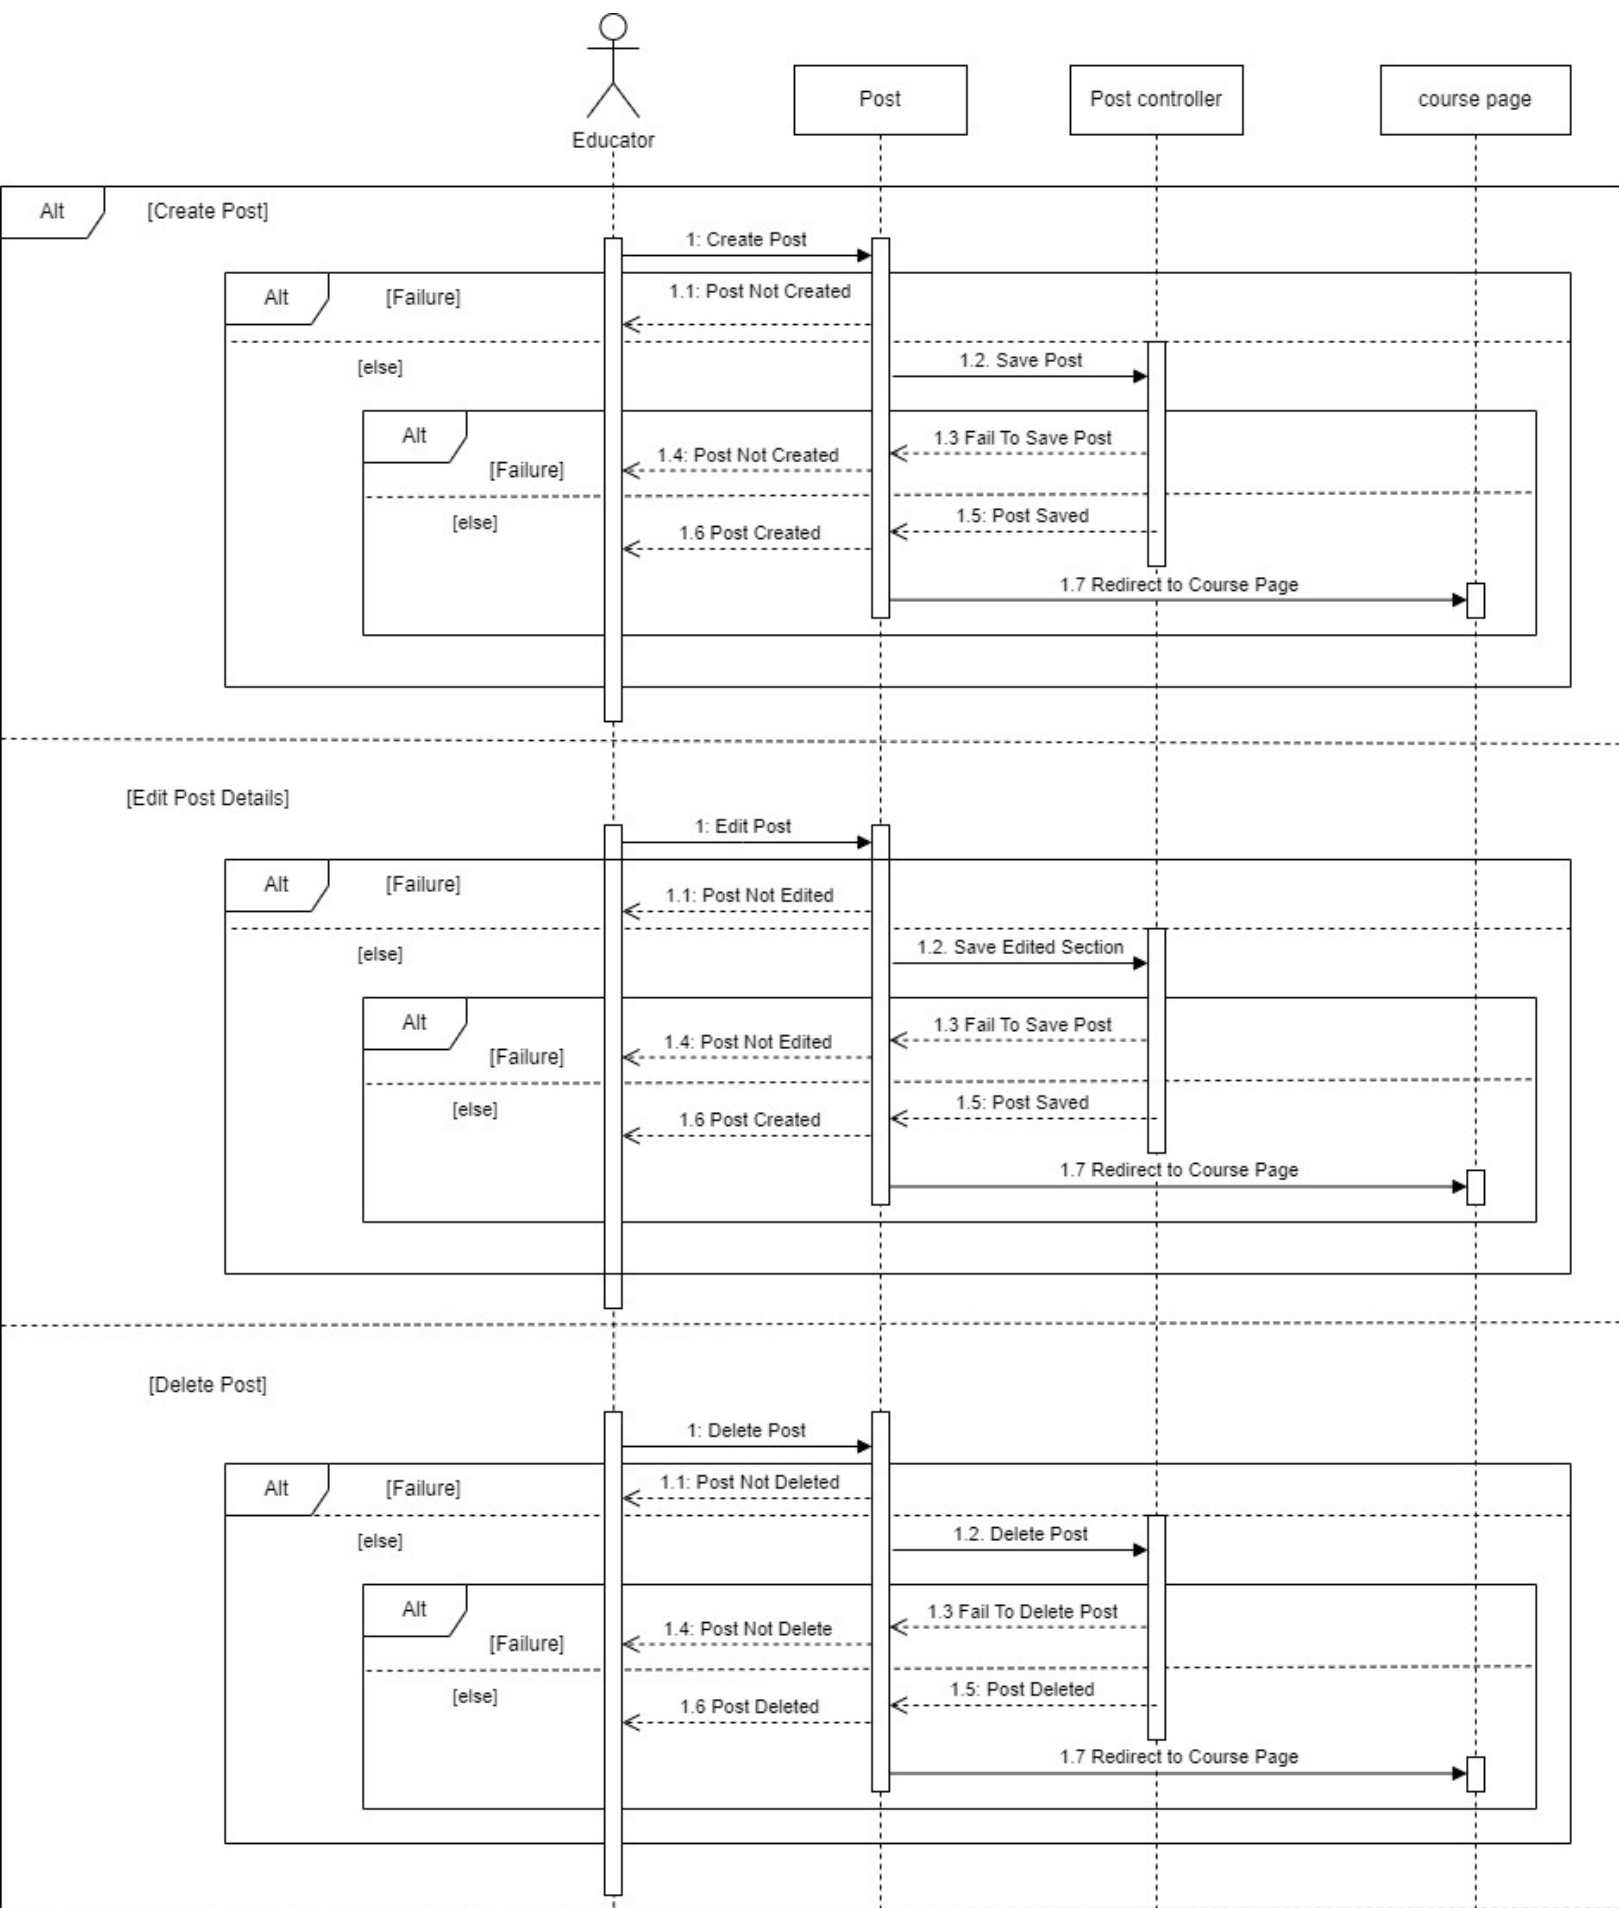 Educator
Post
Post controller
course page
Alt
[Create Post]
1: Create Post
Alt
[Failure]
1.1: Post Not Created
[else]
1.2. Save Post
Alt
[Failure]
1.3 Fail To Save Post
1.4: Post Not Created
[else]
1.5: Post Saved
1.6 Post Created
1.7 Redirect to Course Page
[Edit Post Details]
1: Edit Post
Alt
[Failure]
1.1: Post Not Edited
[else]
1.2. Save Edited Section
Alt
[Failure]
1.3 Fail To Save Post
1.4: Post Not Edited
[else]
1.5: Post Saved
1.6 Post Created
1.7 Redirect to Course Page
[Delete Post]
1: Delete Post
Alt
[Failure]
1.1: Post Not Deleted
[else]
1.2. Delete Post
Alt
[Failure]
1.3 Fail To Delete Post
1.4: Post Not Delete
[else]
1.5: Post Deleted
1.6 Post Deleted
1.7 Redirect to Course Page